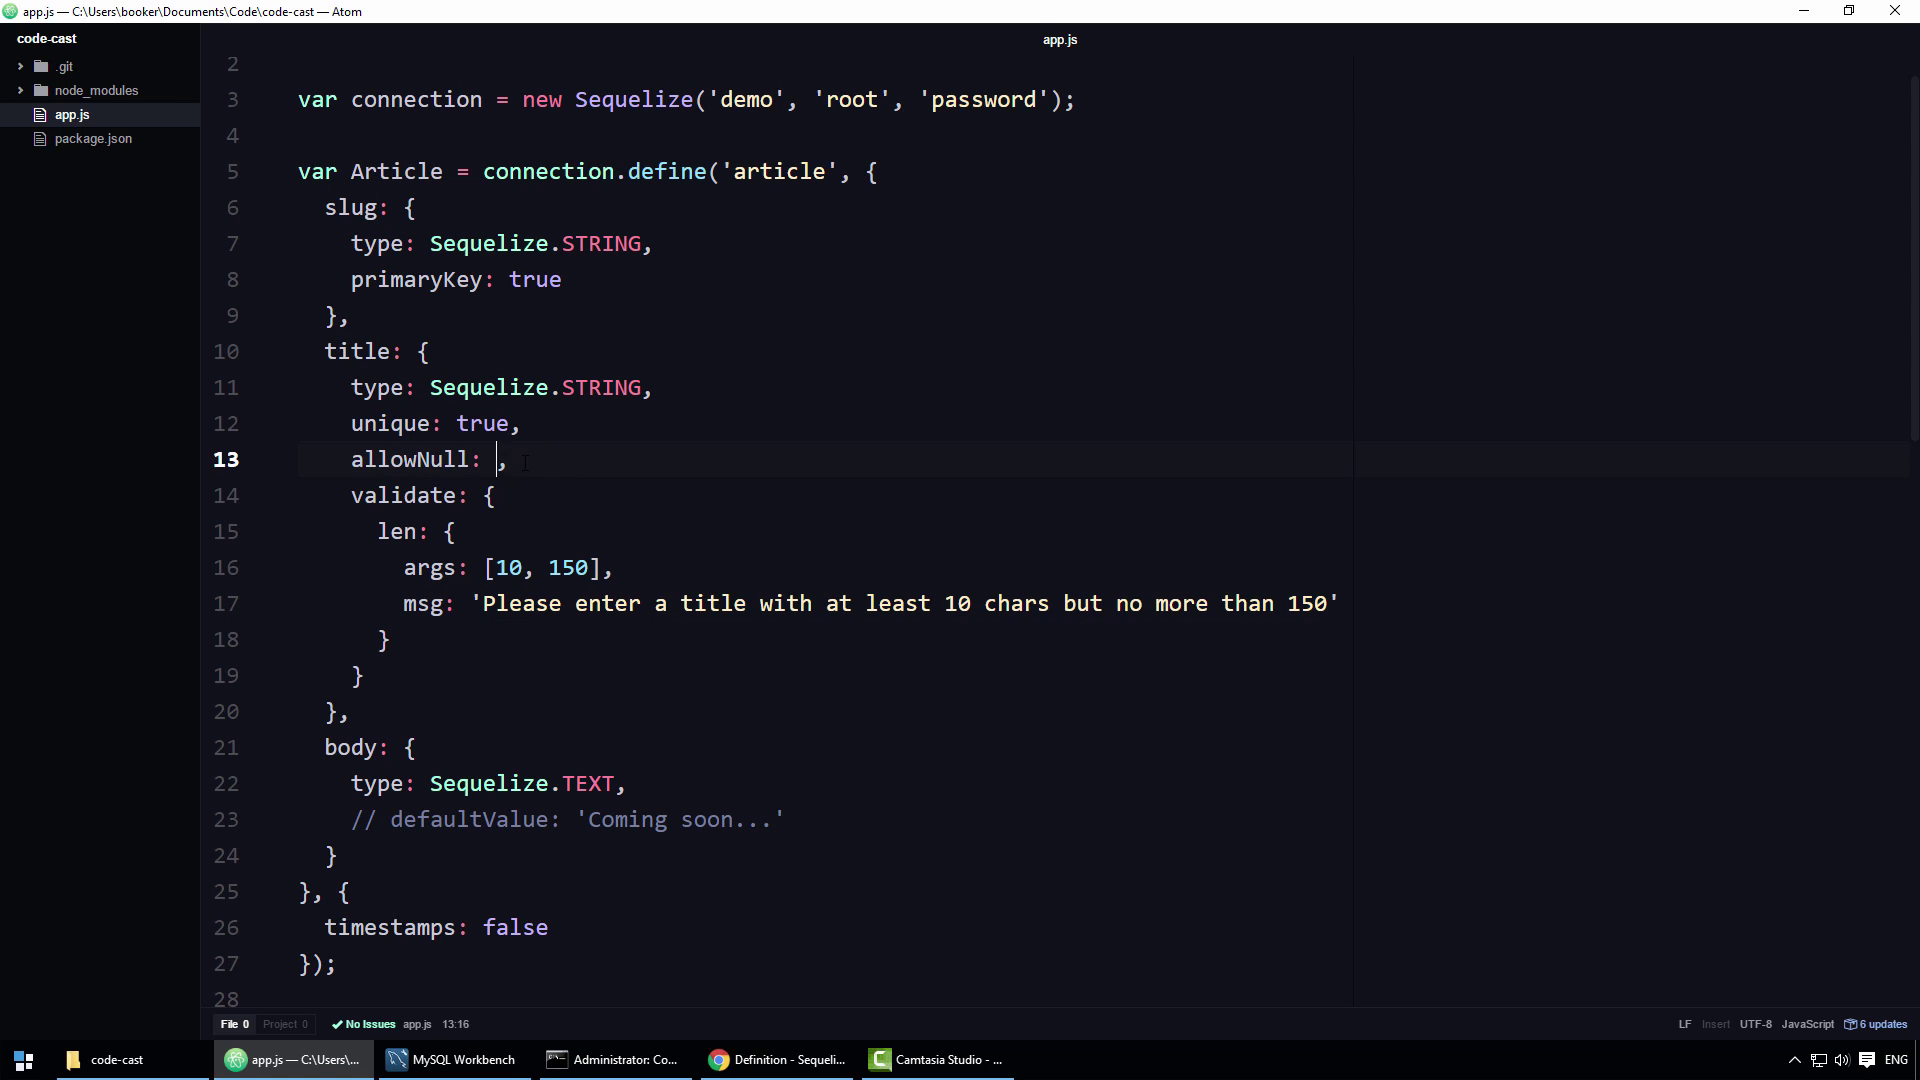 app.js — C:\Users\booker\Documents\Code\code-cast — Atom
code-cast
.git
node_modules
app.js
package.json
app.js
2
3 var connection = new Sequelize('demo', 'root', 'password');
4
5 var Article = connection.define('article', {
6 slug: {
7 type: Sequelize.STRING,
8 primaryKey: true
9 },
10 title: {
11 type: Sequelize.STRING,
12 unique: true,
13 allowNull: ,
14 validate: {
15 len: {
16 args: [10, 150],
17 msg: 'Please enter a title with at least 10 chars but no more than 150'
18 }
19 }
20 },
21 body: {
22 type: Sequelize.TEXT,
23 // defaultValue: 'Coming soon...'
24 }
25 }, {
26 timestamps: false
27 });
28
File 0 Project 0 No Issues app.js 13:16 LF Insert UTF-8 JavaScript 6 updates
code-cast app.js — C:\Users\... MySQL Workbench Administrator: Co... Definition - Sequeli... Camtasia Studio - ... ENG